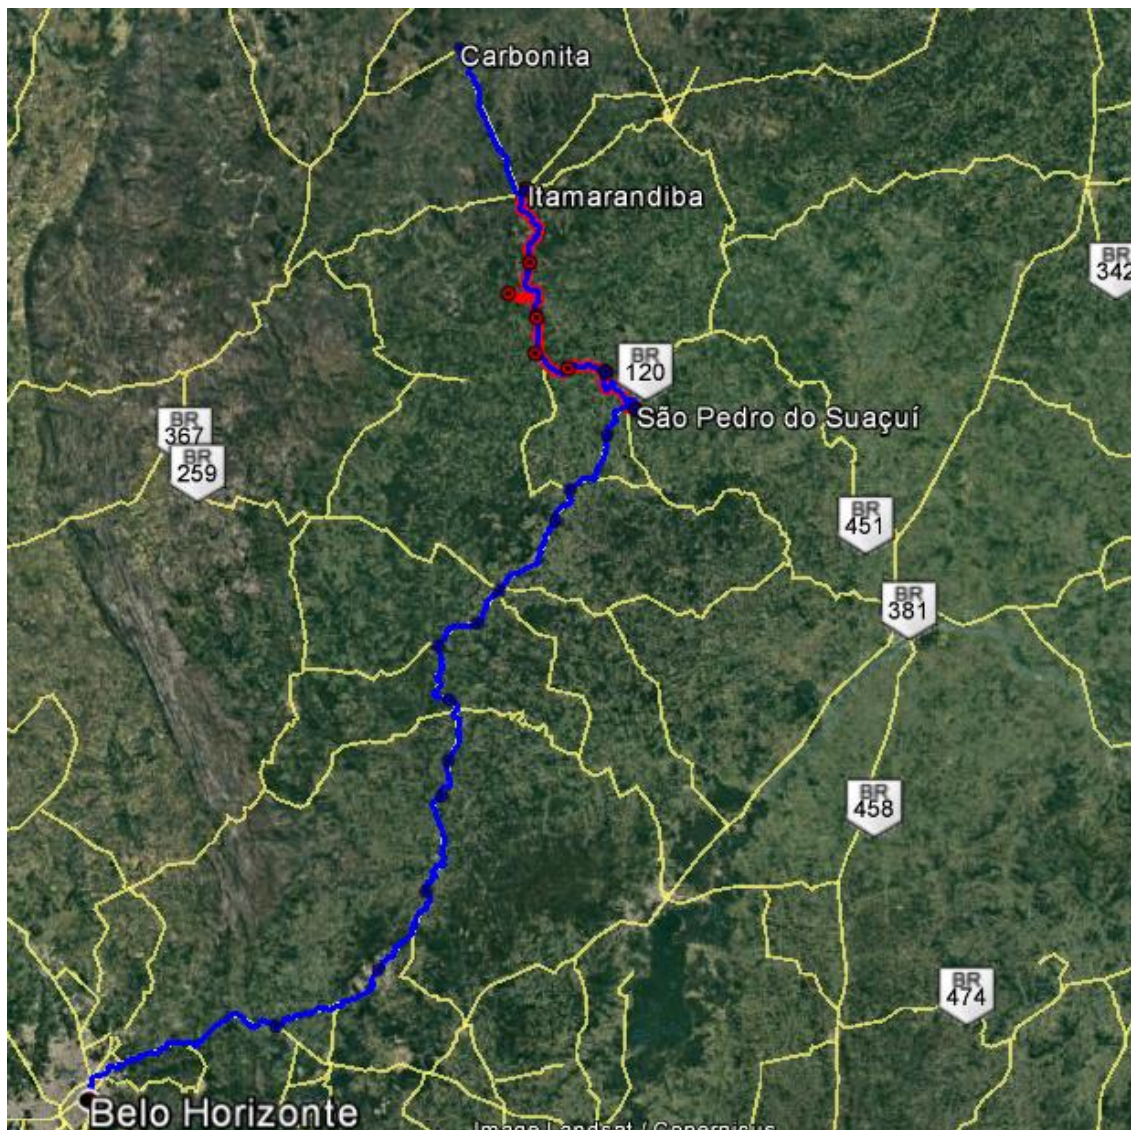 Carbonita
Itamarandiba
BR
342
BR
120
São Pedro do Suaçuí
BR
367
BR
259
BR
451
BR
381
BR
458
BR
474
Belo Horizonte
Image Landsat / Copernicus